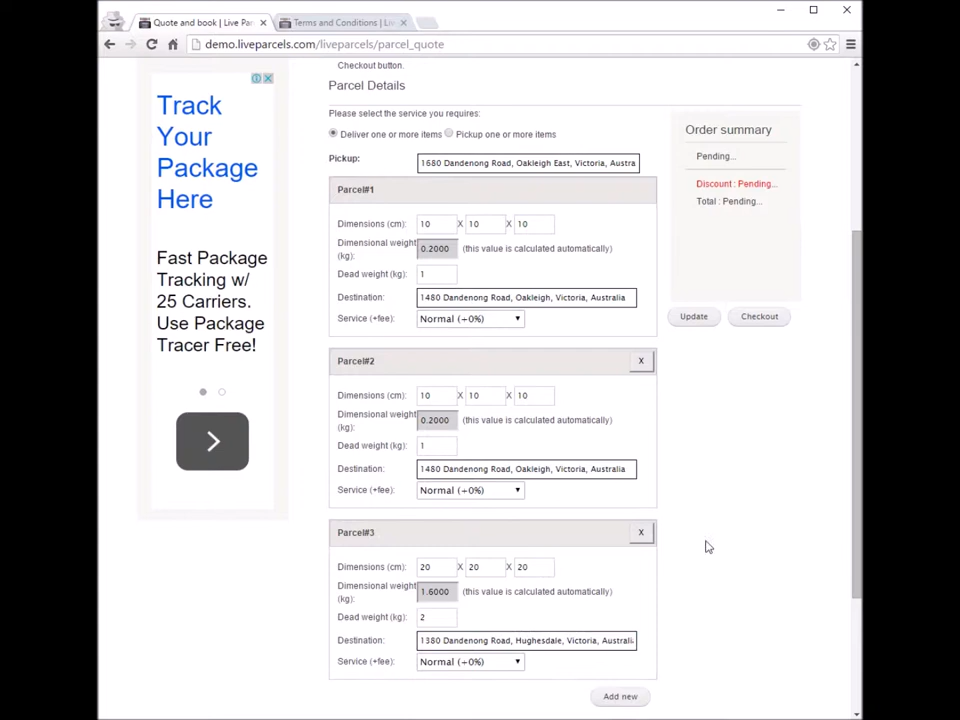 Quote and book | Live Par
Terms and Conditions | Liv
demo.liveparcels.com/liveparcels/parcel_quote
Checkout button.
Parcel Details
Please select the service you requires:
Deliver one or more items Pickup one or more items
Pickup: 1680 Dandenong Road, Oakleigh East, Victoria, Austra
Parcel#1
Dimensions (cm): 10 X 10 X 10
Dimensional weight (kg): 0.2000 (this value is calculated automatically)
Dead weight (kg): 1
Destination: 1480 Dandenong Road, Oakleigh, Victoria, Australia
Service (+fee): Normal (+0%)
Parcel#2 X
Dimensions (cm): 10 X 10 X 10
Dimensional weight (kg): 0.2000 (this value is calculated automatically)
Dead weight (kg): 1
Destination: 1480 Dandenong Road, Oakleigh, Victoria, Australia
Service (+fee): Normal (+0%)
Parcel#3 X
Dimensions (cm): 20 X 20 X 20
Dimensional weight (kg): 1.6000 (this value is calculated automatically)
Dead weight (kg): 2
Destination: 1380 Dandenong Road, Hughesdale, Victoria, Australi
Service (+fee): Normal (+0%)
Add new
Order summary
Pending...
Discount : Pending...
Total : Pending...
Update Checkout
Track
Your
Package
Here
Fast Package
Tracking w/
25 Carriers.
Use Package
Tracer Free!